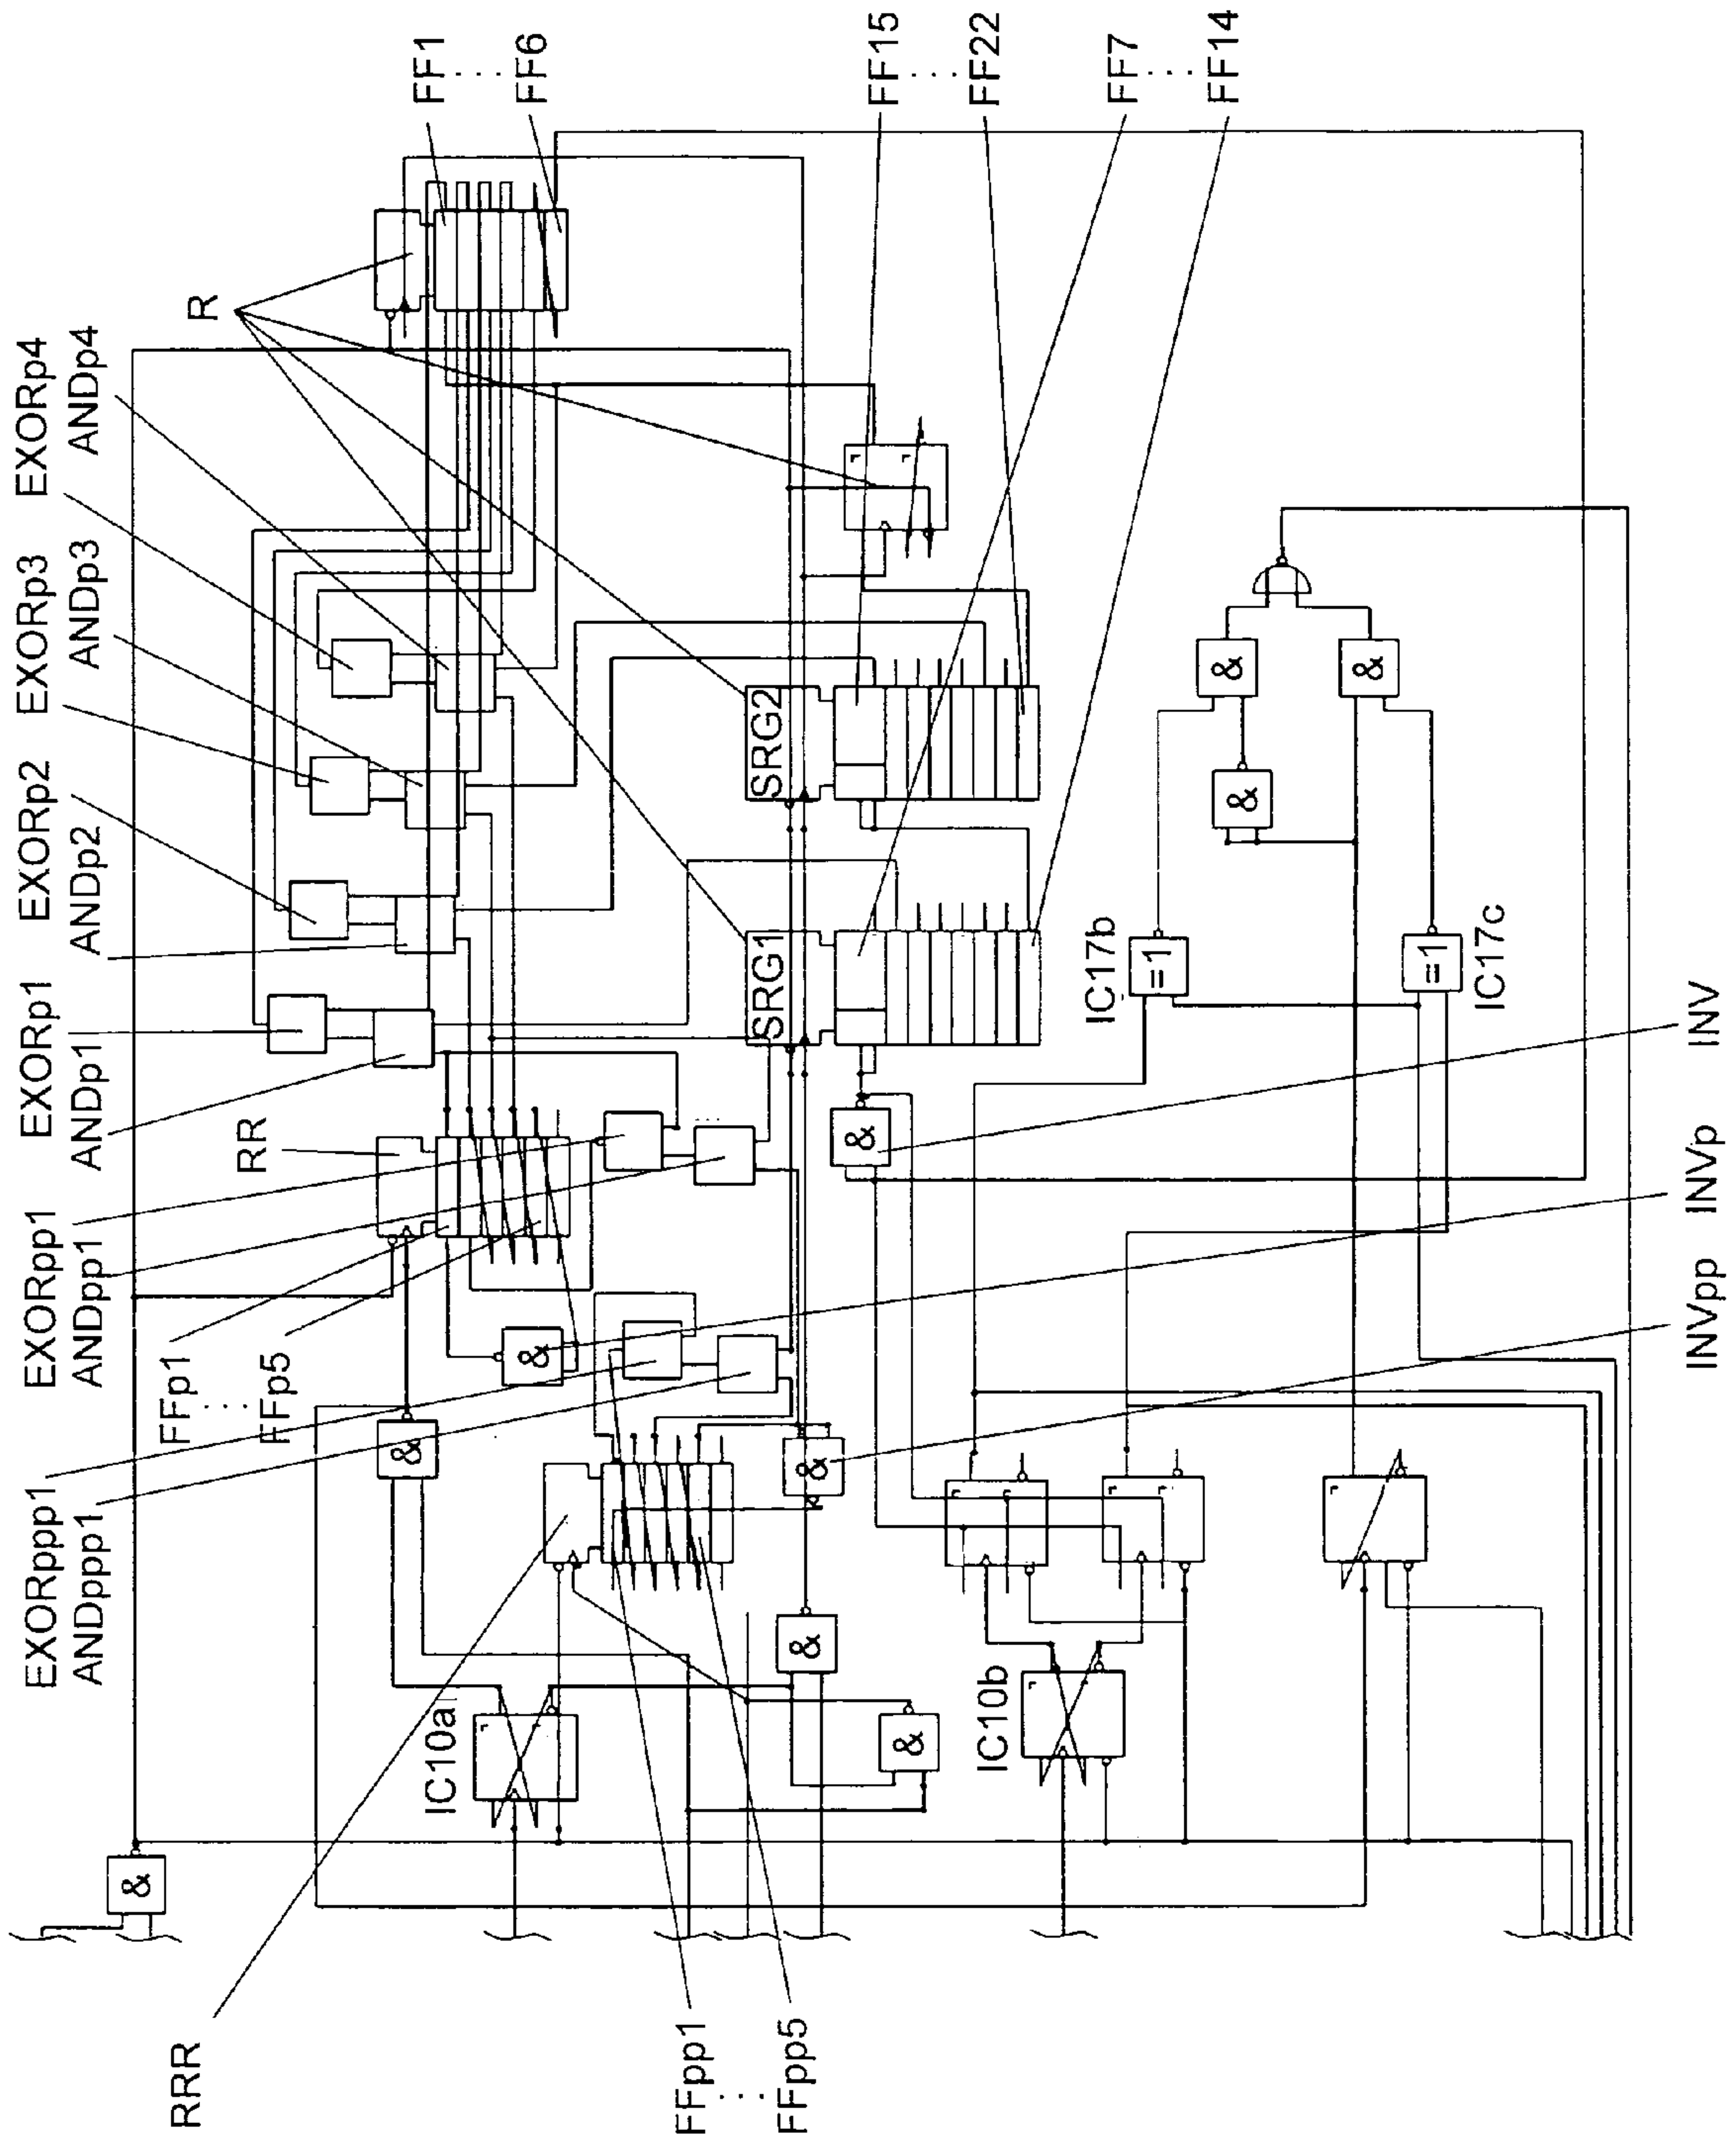 EXORp4
ANDp4
EXORp3
ANDp3
EXORp2
ANDp2
EXORp1
ANDp1
EXORpp1
ANDpp1
FFp1
. . .
FFp5
EXORppp1
ANDppp1
RRR
RR
R
FF1
. . .
FF6
FF15
. . .
FF22
FF7
. . .
FF14
SRG2
SRG1
&
&
&
&
&
&
&
&
&
&
&
IC10a
IC10b
IC17b
=1
IC17c
=1
INV
INVp
INVpp
FFpp1
. . .
FFpp5